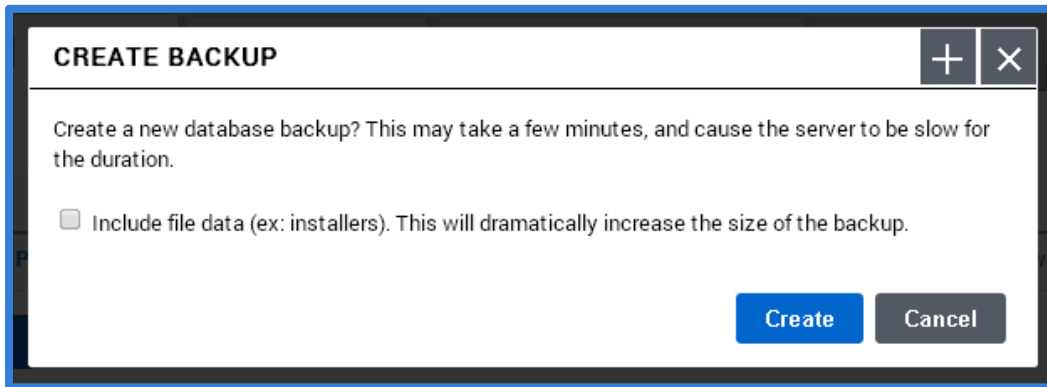 CREATE BACKUP
Create a new database backup? This may take a few minutes, and cause the server to be slow for
the duration.
Include file data (ex: installers). This will dramatically increase the size of the backup.
Create Cancel